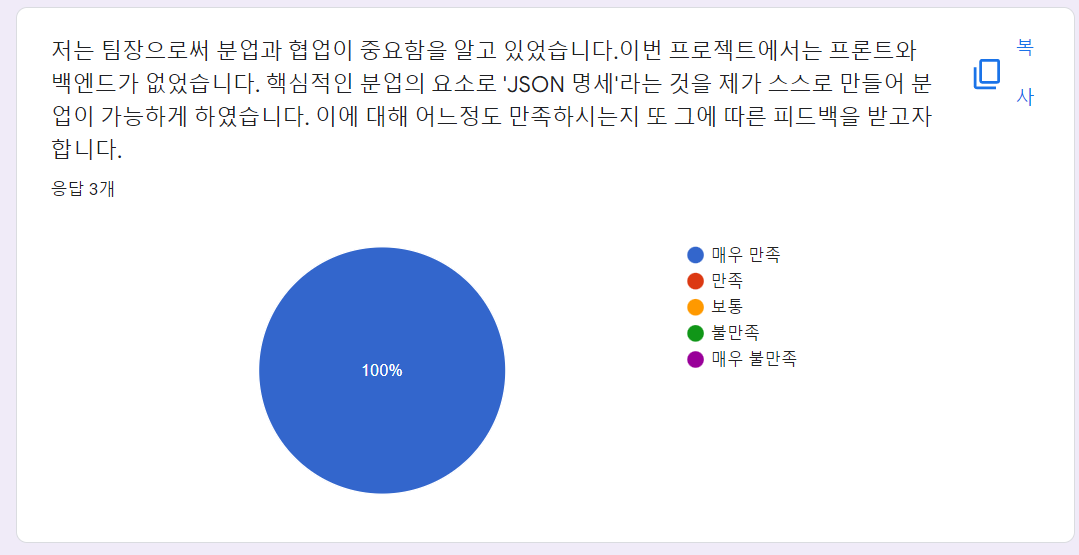 저는 팀장으로써 분업과 협업이 중요함을 알고 있었습니다.이번 프로젝트에서는 프론트와
백엔드가 없었습니다. 핵심적인 분업의 요소로 'JSON 명세'라는 것을 제가 스스로 만들어 분
업이 가능하게 하였습니다. 이에 대해 어느정도 만족하시는지 또 그에 따른 피드백을 받고자
합니다.
복
사
응답 3개
100%
매우 만족
만족
보통
불만족
매우 불만족